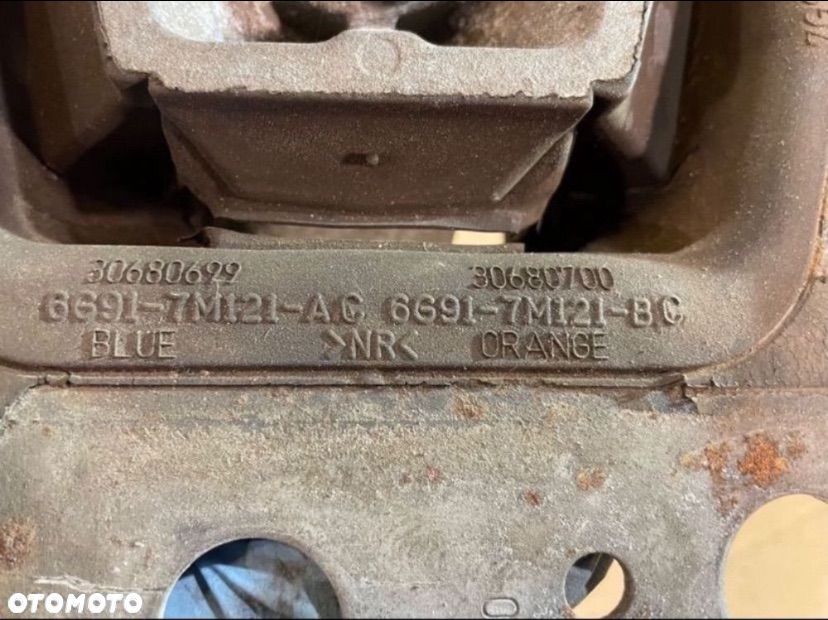 30680699 30680700
6G91-7M121-AC 6G91-7M121-BC
BLUE >NR< ORANGE
OTOMOTO